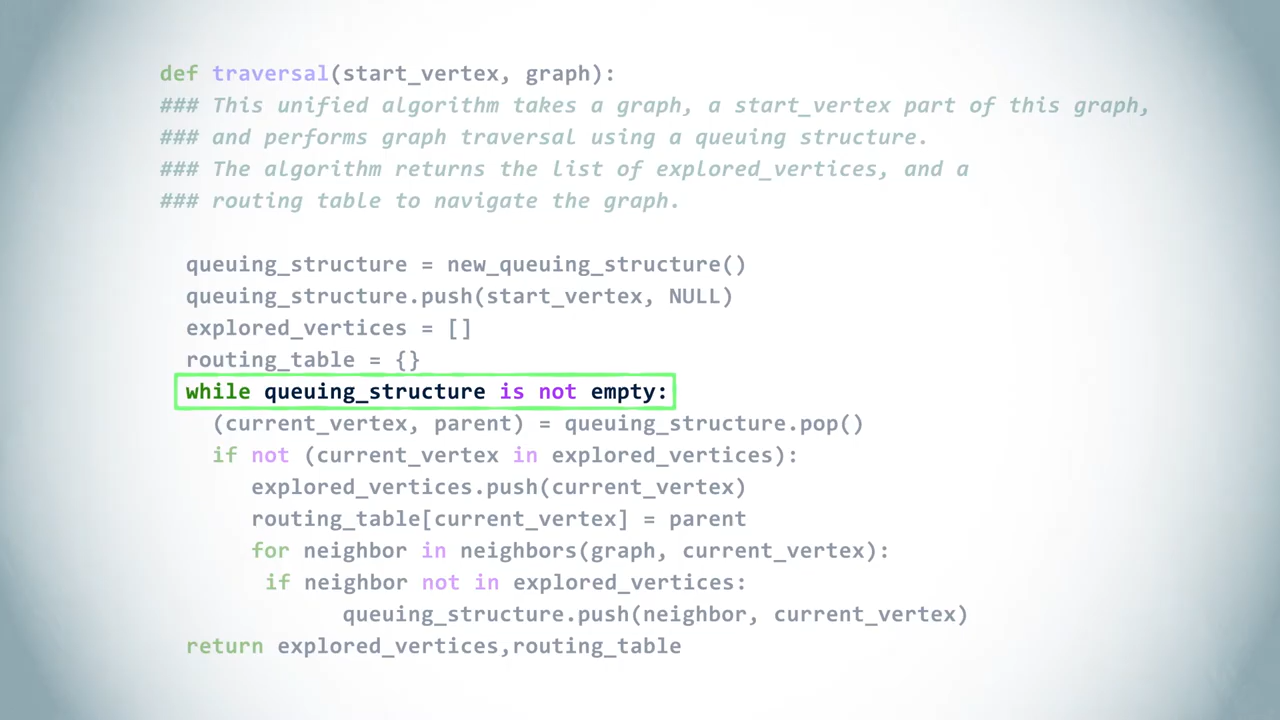 def traversal(start_vertex, graph):
### This unified algorithm takes a graph, a start_vertex part of this graph,
### and performs graph traversal using a queuing structure.
### The algorithm returns the list of explored_vertices, and a
### routing table to navigate the graph.
queuing_structure = new_queuing_structure()
queuing_structure.push(start_vertex, NULL)
explored_vertices = []
routing_table = {}
while queuing_structure is not empty:
(current_vertex, parent) = queuing_structure.pop()
if not (current_vertex in explored_vertices):
explored_vertices.push(current_vertex)
routing_table[current_vertex] = parent
for neighbor in neighbors(graph, current_vertex):
if neighbor not in explored_vertices:
queuing_structure.push(neighbor, current_vertex)
return explored_vertices,routing_table